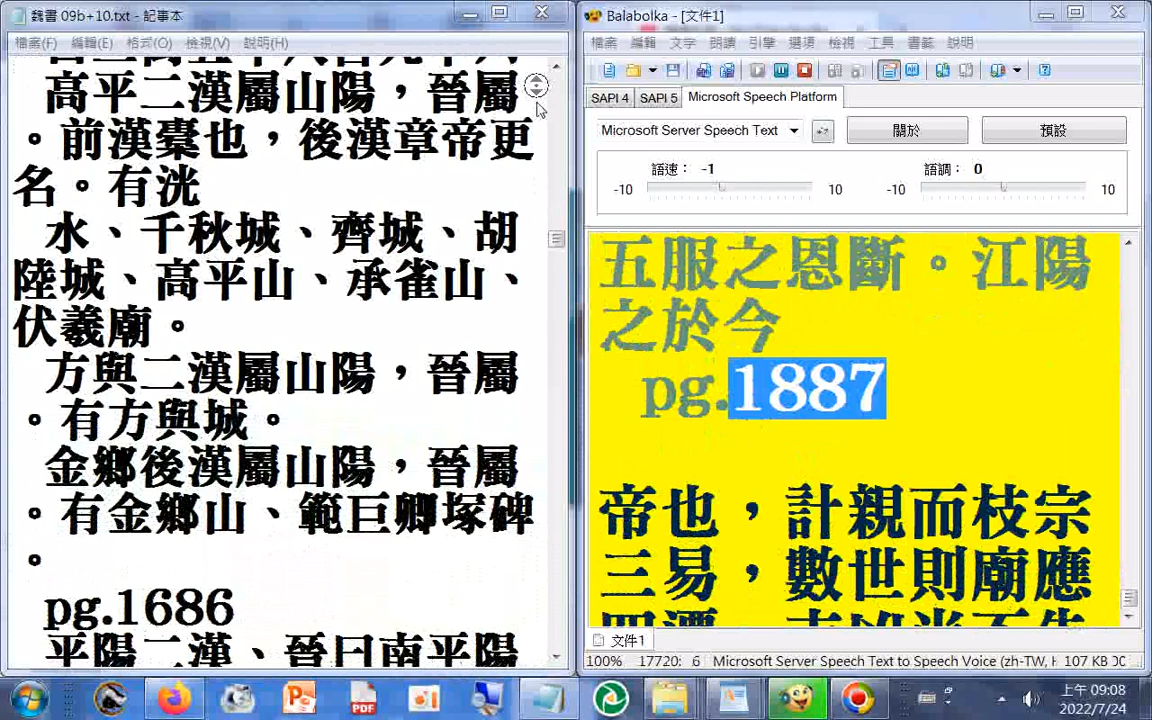 魏書 09b+10.txt - 記事本
檔案(F) 編輯(E) 格式(O) 檢視(V) 說明(H)
高平二漢屬山陽，晉屬
。前漢橐也，後漢章帝更
名。有洸
水、千秋城、齊城、胡
陸城、高平山、承雀山、
伏羲廟。
方與二漢屬山陽，晉屬
。有方與城。
金鄉後漢屬山陽，晉屬
。有金鄉山、範巨卿塚碑
。
pg.1686
平陽二漢、晉曰南平陽
Balabolka - [文件1]
檔案 編輯 文字 朗讀 引擎 選項 檢視 工具 書籤 說明
SAPI 4 SAPI 5 Microsoft Speech Platform
Microsoft Server Speech Text 關於 預設
語速： -1 語調： 0
-10 10 -10 10
五服之恩斷。江陽
之於今
pg.1887
帝也，計親而枝宗
三易，數世則廟應
文件1
100% 17720: 6 Microsoft Server Speech Text to Speech Voice (zh-TW, 107 KB
上午 09:08
2022/7/24